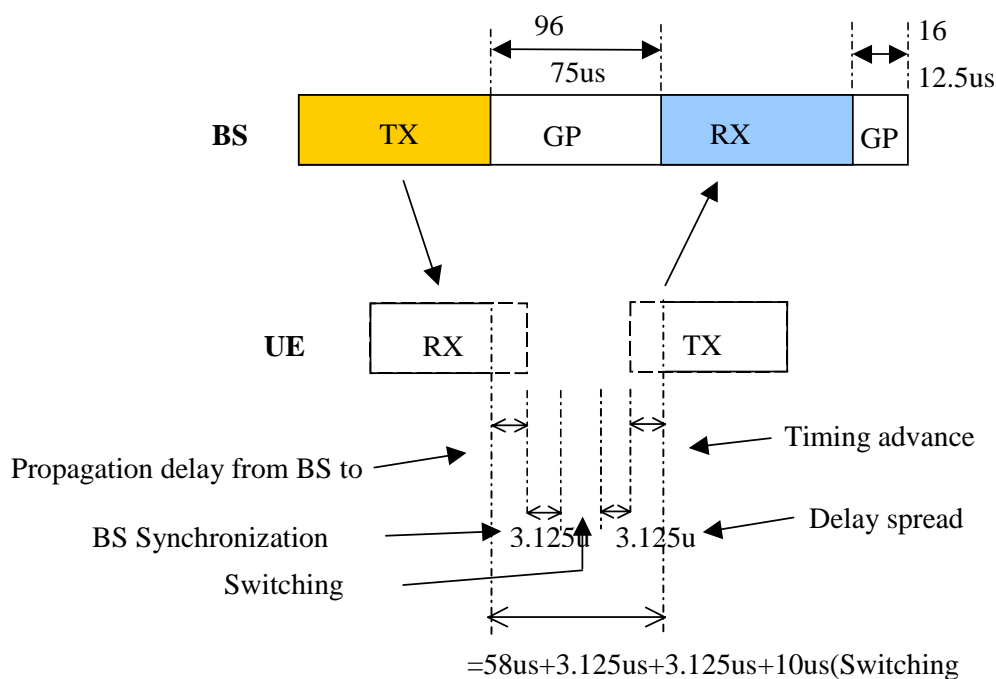 96
16
75us
12.5us
BS
TX
GP
RX
GP
UE
RX
TX
Timing advance
Propagation delay from BS to
Delay spread
BS Synchronization
3.125u
3.125u
Switching
=58us+3.125us+3.125us+10us(Switching